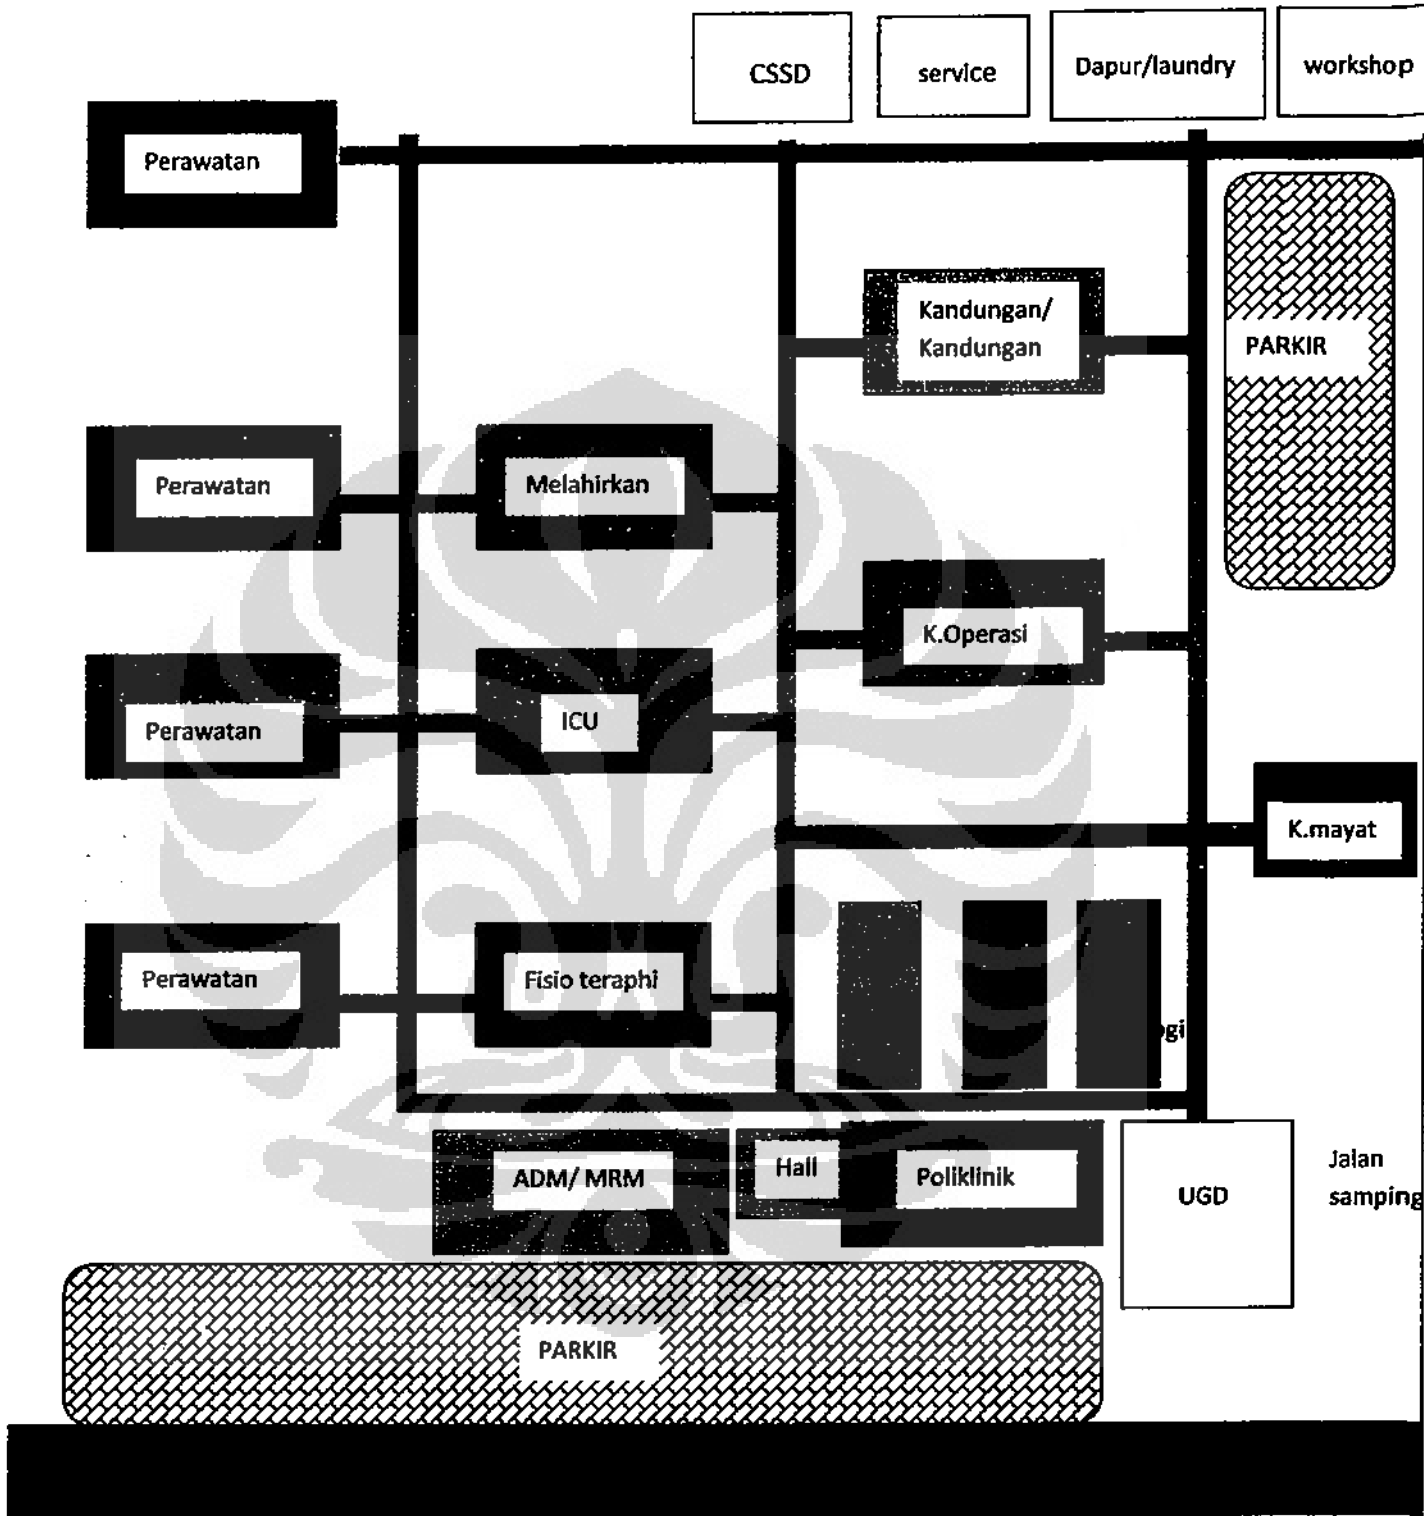 CSSD
service
Dapur/laundry
workshop
Perawatan
Kandungan/
Kandungan
PARKIR
Perawatan
Melahirkan
K.Operasi
Perawatan
ICU
K.mayat
Perawatan
Fisio teraphi
ogi
ADM/ MRM
Hall
Poliklinik
UGD
Jalan
samping
PARKIR